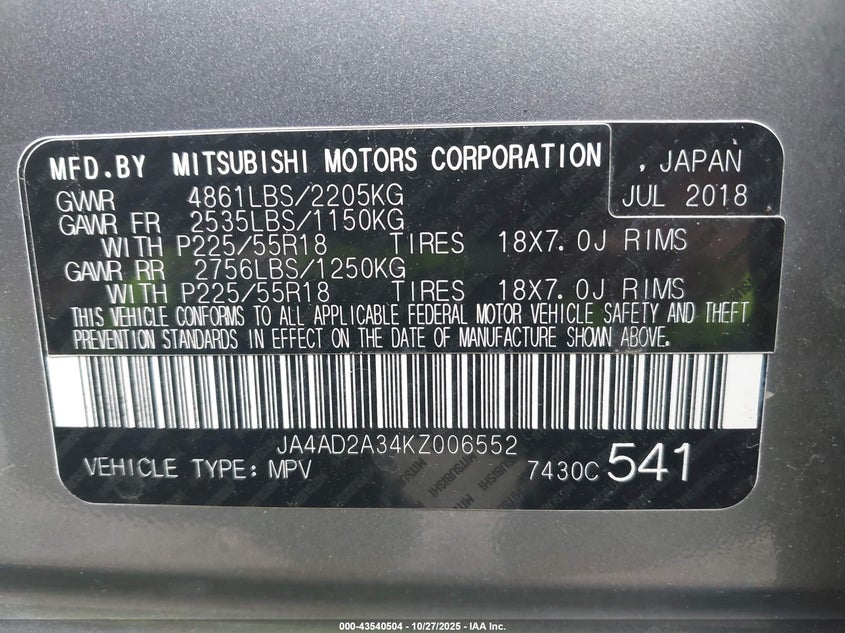 MFD.BY MITSUBISHI MOTORS CORPORATION , JAPAN
GVWR 4861LBS/2205KG JUL 2018
GAWR FR 2535LBS/1150KG
WITH P225/55R18 TIRES 18X7.0J RIMS
GAWR RR 2756LBS/1250KG
WITH P225/55R18 TIRES 18X7.0J RIMS
THIS VEHICLE CONFORMS TO ALL APPLICABLE FEDERAL MOTOR VEHICLE SAFETY AND THEFT
PREVENTION STANDARDS IN EFFECT ON THE DATE OF MANUFACTURE SHOWN ABOVE.
JA4AD2A34KZ006552
VEHICLE TYPE: MPV 7430C 541
000-43540504 - 10/27/2025 - IAA Inc.